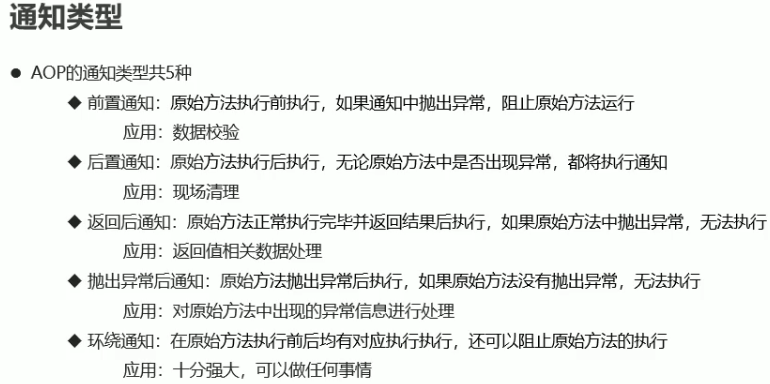 通知类型
● AOP的通知类型共5种
◆ 前置通知：原始方法执行前执行，如果通知中抛出异常，阻止原始方法运行
应用：数据校验
◆ 后置通知：原始方法执行后执行，无论原始方法中是否出现异常，都将执行通知
应用：现场清理
◆ 返回后通知：原始方法正常执行完毕并返回结果后执行，如果原始方法中抛出异常，无法执行
应用：返回值相关数据处理
◆ 抛出异常后通知：原始方法抛出异常后执行，如果原始方法没有抛出异常，无法执行
应用：对原始方法中出现的异常信息进行处理
◆ 环绕通知：在原始方法执行前后均有对应执行执行，还可以阻止原始方法的执行
应用：十分强大，可以做任何事情